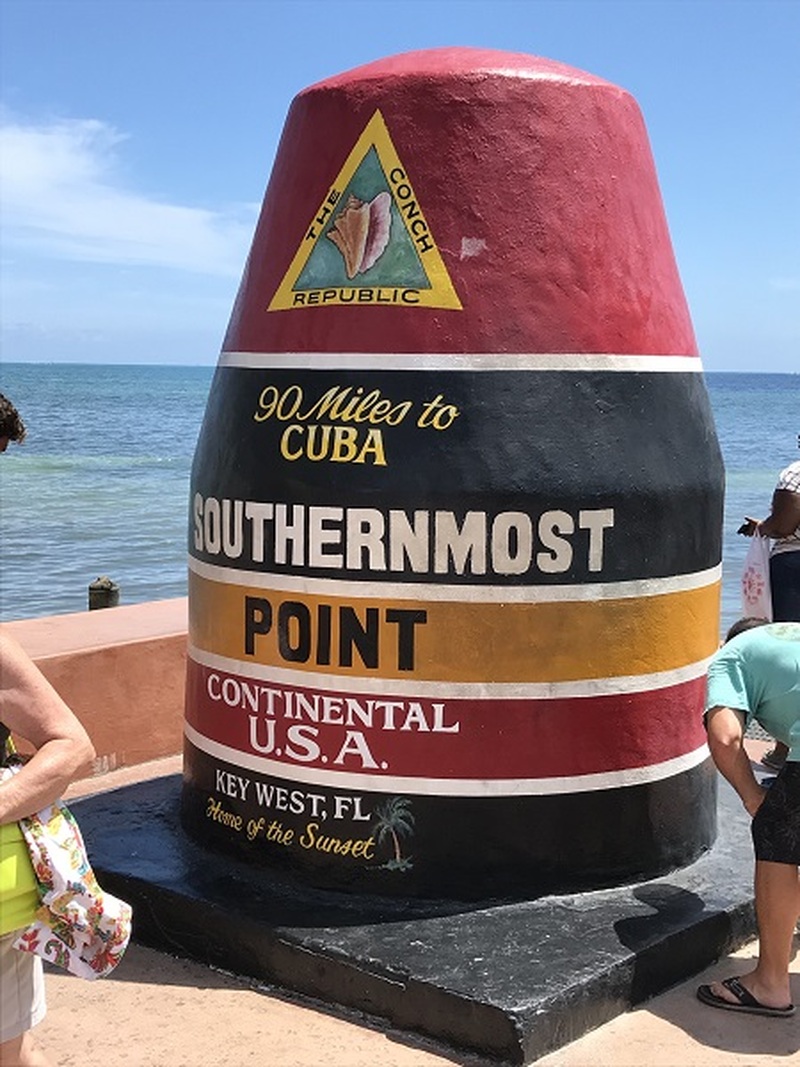 THE CONCH
REPUBLIC
90 Miles to
CUBA
SOUTHERNMOST
POINT
CONTINENTAL
U.S.A.
KEY WEST, FL
Home of the Sunset